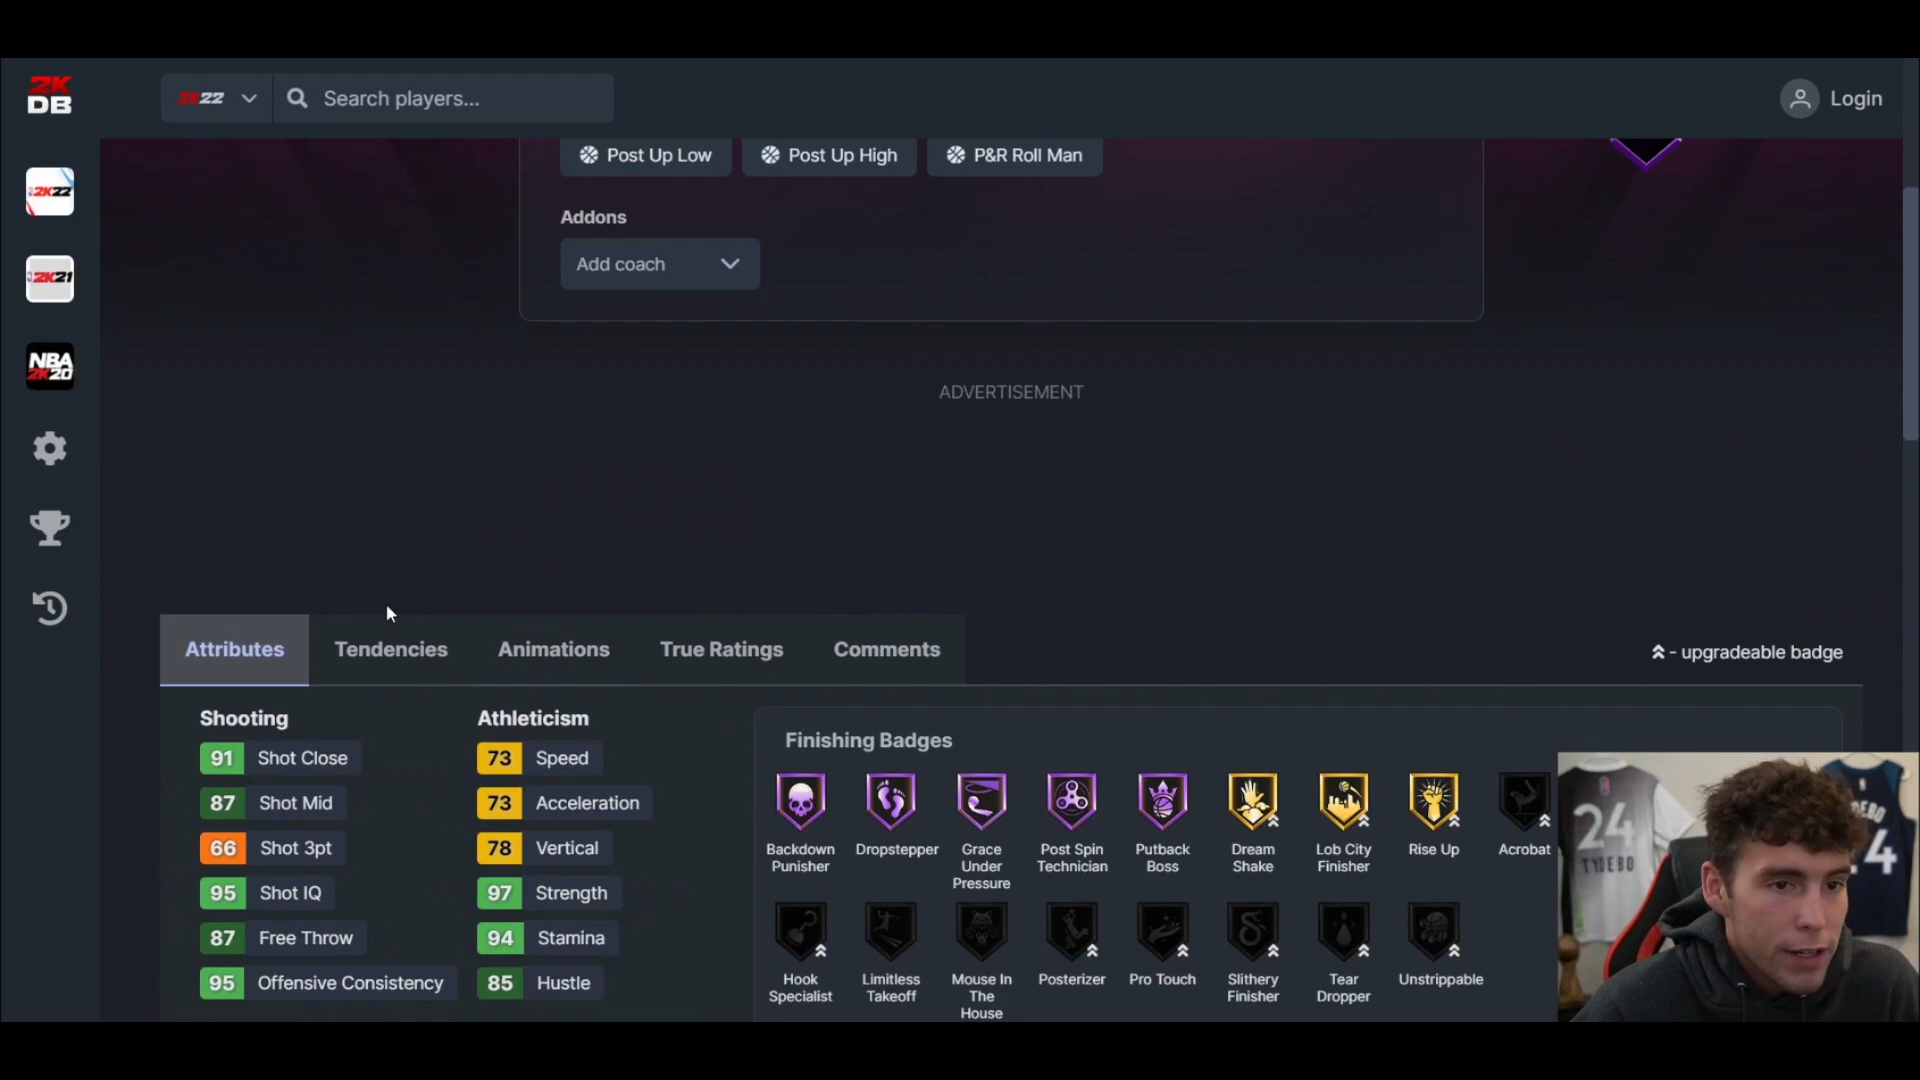 2K
DB
2K22
Search players...
Login
2K22
2K21
NBA
2K20
Post Up Low
Post Up High
P&R Roll Man
Addons
Add coach
ADVERTISEMENT
Attributes
Tendencies
Animations
True Ratings
Comments
- upgradeable badge
Shooting
91 Shot Close
87 Shot Mid
66 Shot 3pt
95 Shot IQ
87 Free Throw
95 Offensive Consistency
Athleticism
73 Speed
73 Acceleration
78 Vertical
97 Strength
94 Stamina
85 Hustle
Finishing Badges
Backdown
Punisher
Dropstepper
Grace
Under
Pressure
Post Spin
Technician
Putback
Boss
Dream
Shake
Lob City
Finisher
Rise Up
Acrobat
Hook
Specialist
Limitless
Takeoff
Mouse In
The
House
Posterizer
Pro Touch
Slithery
Finisher
Tear
Dropper
Unstrippable
24
TYDEBO